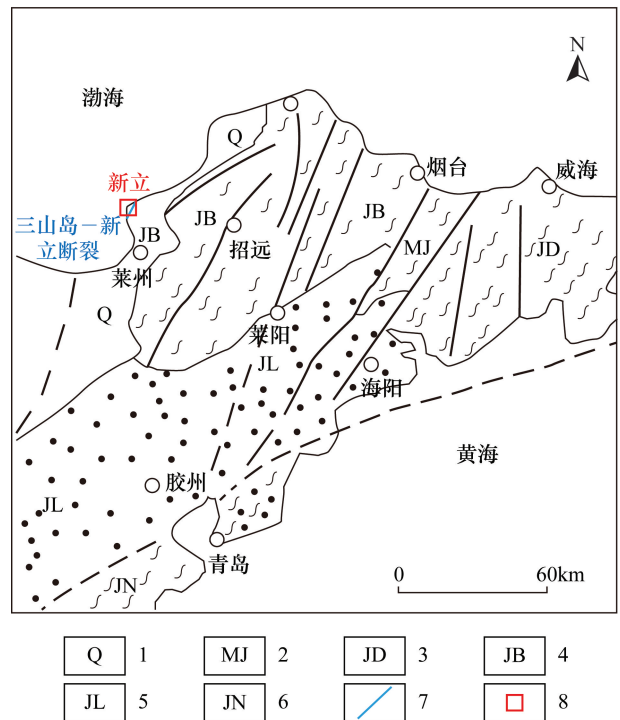 N
渤海
Q
烟台
威海
新立
JB
JB
三山岛－新
立断裂
JB
招远
MJ
JD
莱州
Q
莱阳
JL
海阳
黄海
胶州
JL
青岛
JN
0 60km
Q 1 MJ 2 JD 3 JB 4
JL 5 JN 6 7 8